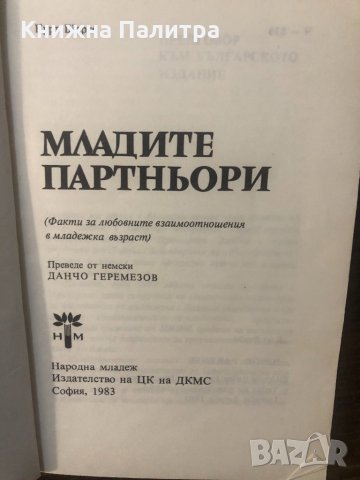 Книжна Палитра
МЛАДИТЕ
ПАРТНЬОРИ
(Факти за любовните взаимоотношения
в младежка възраст)
Преведе от немски
ДАНЧО ГЕРЕМЕЗОВ
НМ
Народна младеж
Издателство на ЦК на ДКМС
София, 1983
BAZAR